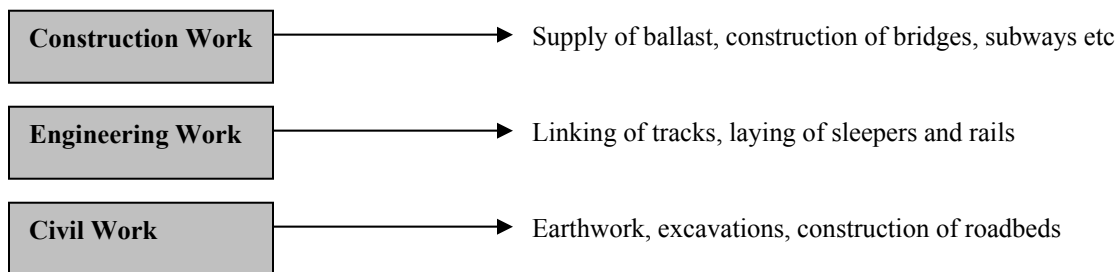 Construction Work Supply of ballast, construction of bridges, subways etc
Engineering Work Linking of tracks, laying of sleepers and rails
Civil Work Earthwork, excavations, construction of roadbeds